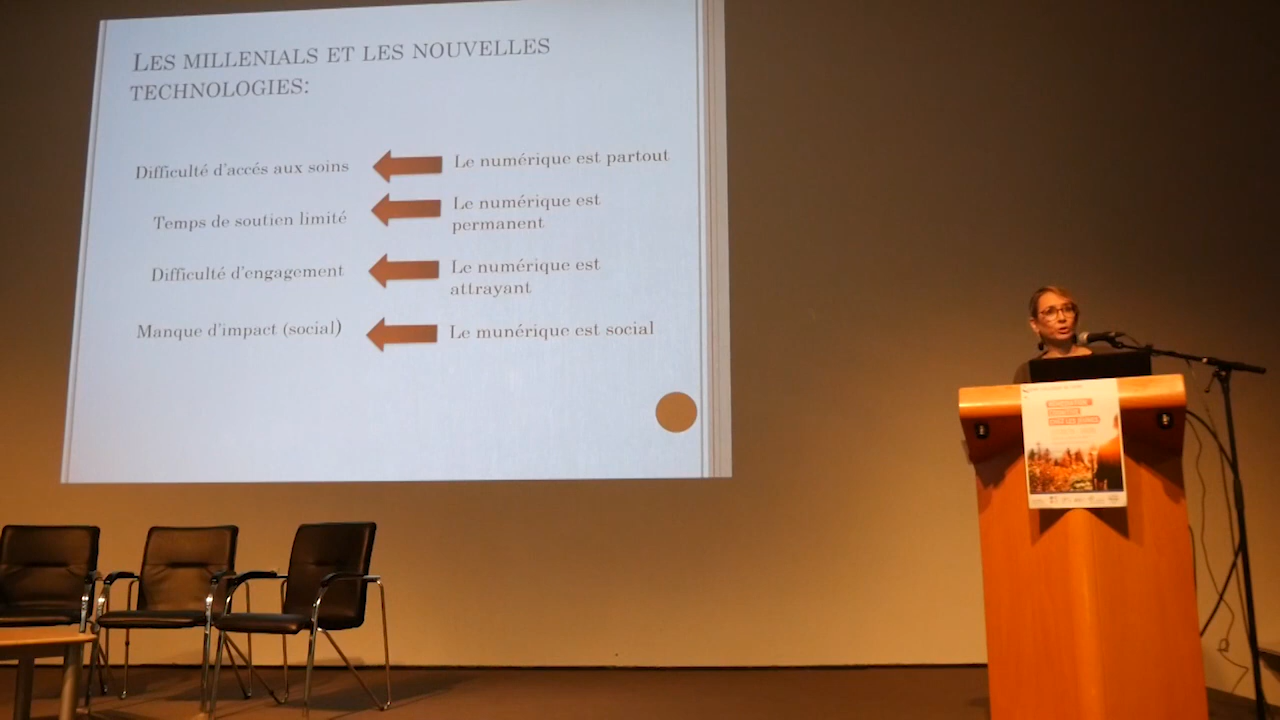 LES MILLENIALS ET LES NOUVELLES
TECHNOLOGIES:
Difficulté d'accés aux soins
Le numérique est partout
Temps de soutien limité
Le numérique est
permanent
Difficulté d'engagement
Le numérique est
attrayant
Manque d'impact (social)
Le munérique est social